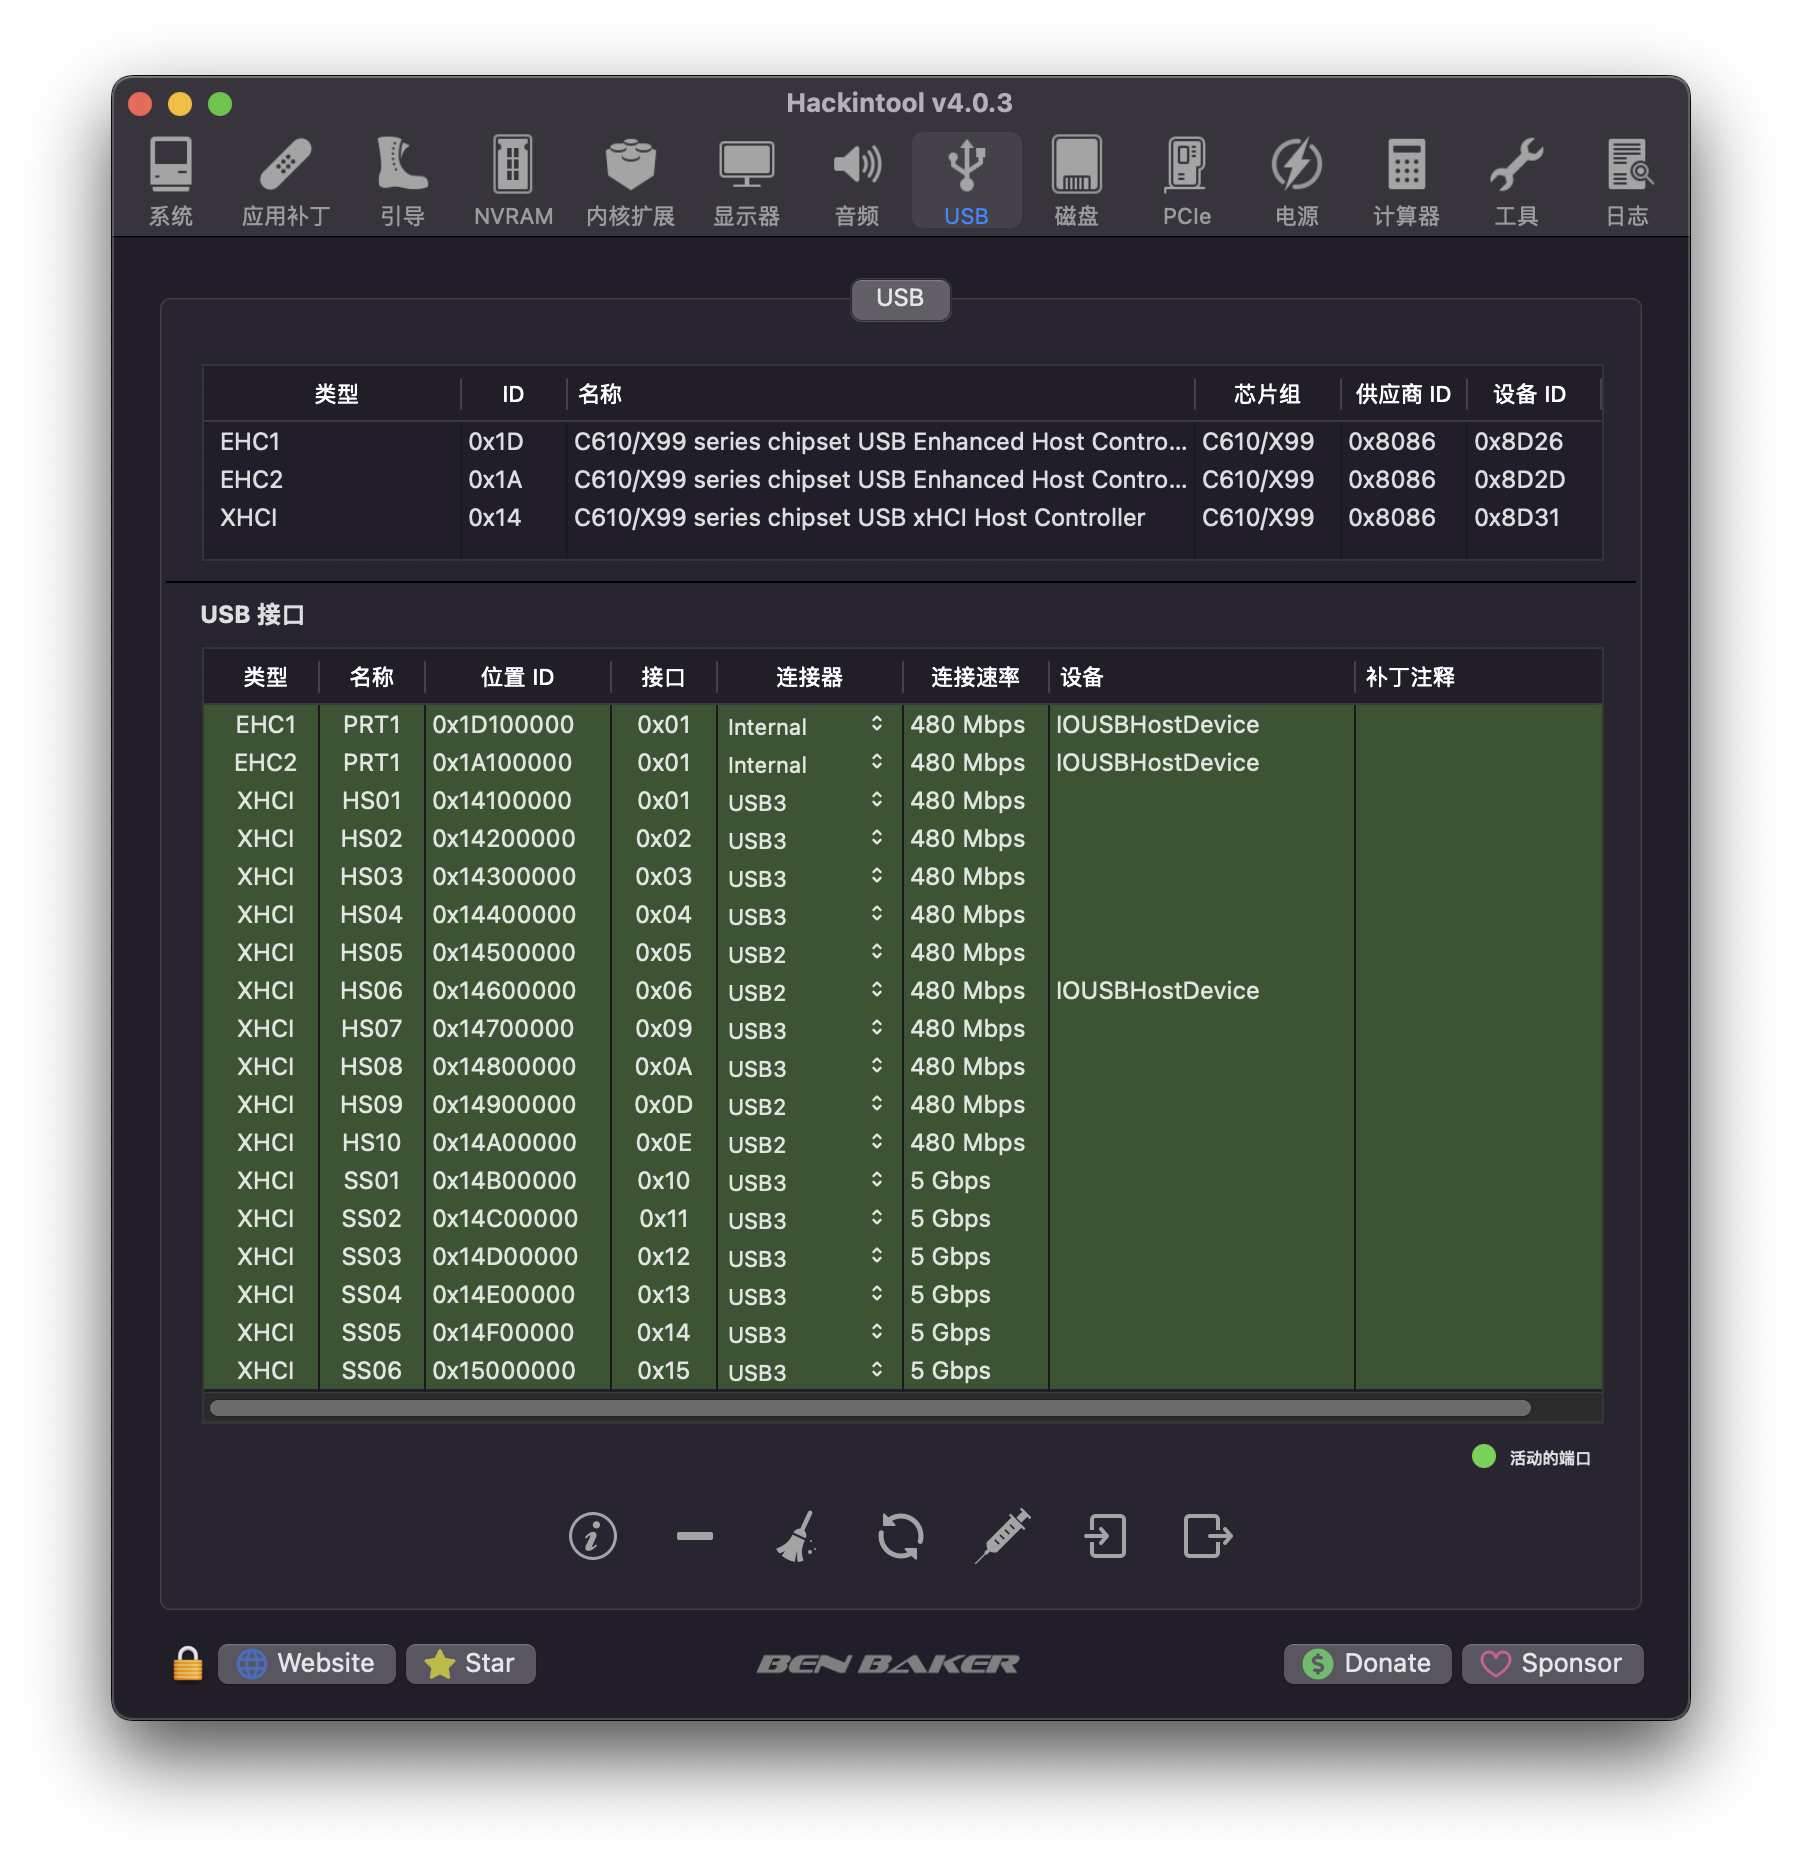 Hackintool v4.0.3
系统 应用补丁 引导 NVRAM 内核扩展 显示器 音频 USB 磁盘 PCIe 电源 计算器 工具 日志
USB
类型 ID 名称 芯片组 供应商 ID 设备 ID
EHC1 0x1D C610/X99 series chipset USB Enhanced Host Contro... C610/X99 0x8086 0x8D26
EHC2 0x1A C610/X99 series chipset USB Enhanced Host Contro... C610/X99 0x8086 0x8D2D
XHCI 0x14 C610/X99 series chipset USB xHCI Host Controller C610/X99 0x8086 0x8D31
USB 接口
类型 名称 位置 ID 接口 连接器 连接速率 设备 补丁注释
EHC1 PRT1 0x1D100000 0x01 Internal 480 Mbps IOUSBHostDevice
EHC2 PRT1 0x1A100000 0x01 Internal 480 Mbps IOUSBHostDevice
XHCI HS01 0x14100000 0x01 USB3 480 Mbps
XHCI HS02 0x14200000 0x02 USB3 480 Mbps
XHCI HS03 0x14300000 0x03 USB3 480 Mbps
XHCI HS04 0x14400000 0x04 USB3 480 Mbps
XHCI HS05 0x14500000 0x05 USB2 480 Mbps
XHCI HS06 0x14600000 0x06 USB2 480 Mbps IOUSBHostDevice
XHCI HS07 0x14700000 0x09 USB3 480 Mbps
XHCI HS08 0x14800000 0x0A USB3 480 Mbps
XHCI HS09 0x14900000 0x0D USB2 480 Mbps
XHCI HS10 0x14A00000 0x0E USB2 480 Mbps
XHCI SS01 0x14B00000 0x10 USB3 5 Gbps
XHCI SS02 0x14C00000 0x11 USB3 5 Gbps
XHCI SS03 0x14D00000 0x12 USB3 5 Gbps
XHCI SS04 0x14E00000 0x13 USB3 5 Gbps
XHCI SS05 0x14F00000 0x14 USB3 5 Gbps
XHCI SS06 0x15000000 0x15 USB3 5 Gbps
活动的端口
Website Star BEN BAKER Donate Sponsor